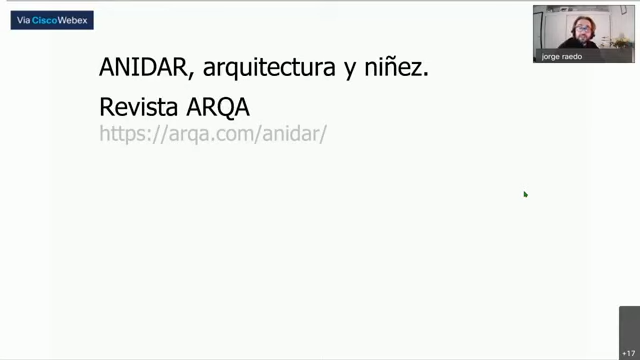 Via CiscoWebex
jorge raedo
ANIDAR, arquitectura y niñez.
Revista ARQA
https://arqa.com/anidar/
+17